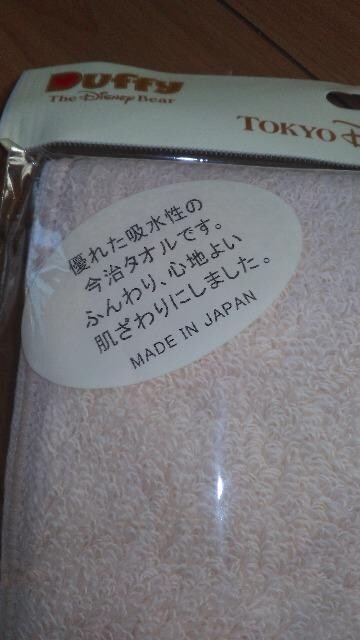 Duffy
The Disney Bear
TOKYO D
優れた吸水性の
今治タオルです。
ふんわり、心地よい
肌ざわりにしました。
MADE IN JAPAN